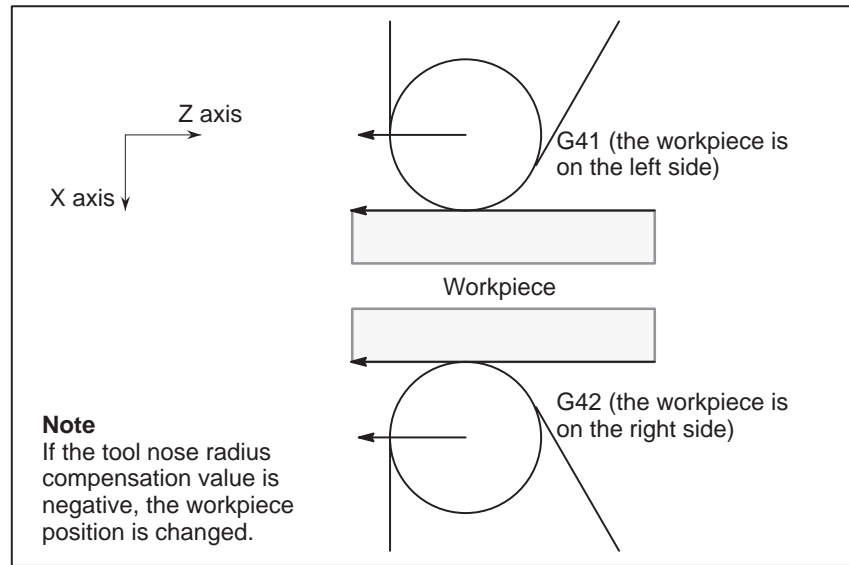 Z axis
X axis
G41 (the workpiece is
on the left side)
Workpiece
G42 (the workpiece is
on the right side)
Note
If the tool nose radius
compensation value is
negative, the workpiece
position is changed.